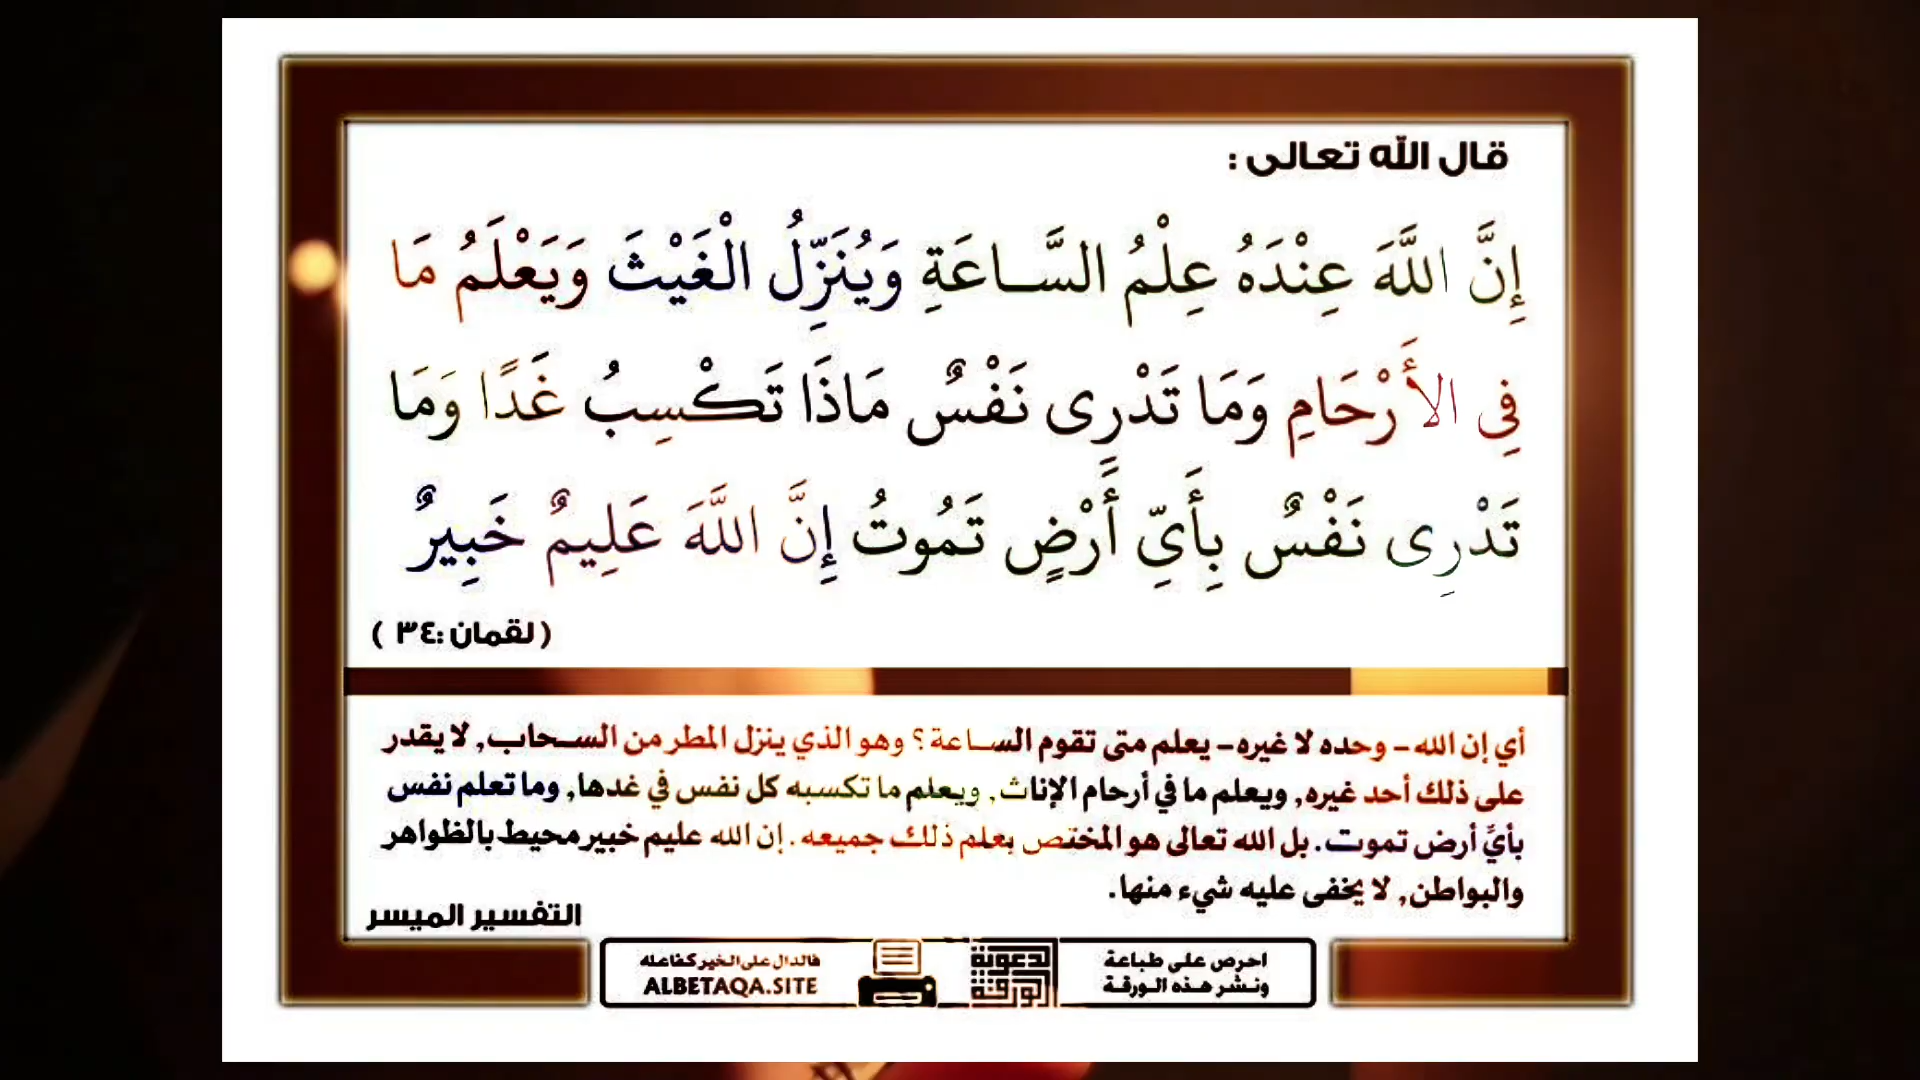 قال الله تعالى :
إِنَّ اللَّهَ عِنْدَهُ عِلْمُ السَّـاعَةِ وَيُنَزِّلُ الْغَيْثَ وَيَعْلَمُ مَا
فِي الأَرْحَامِ وَمَا تَدْرِى نَفْسٌ مَاذَا تَكْسِبُ غَدًا وَمَا
تَدْرِى نَفْسٌ بِأَيِّ أَرْضٍ تَمُوتُ إِنَّ اللَّهَ عَلِيمٌ خَبِيرٌ
( لقمان :٣٤ )
أي إن الله – وحده لا غيره – يعلم متى تقوم الساعة ؟ وهو الذي ينزل المطر من السحاب, لا يقدر
على ذلك أحد غيره, ويعلم ما في أرحام الإناث, ويعلم ما تكسبه كل نفس في غدها, وما تعلم نفس
بأيِّ أرض تموت. بل الله تعالى هو المختص بعلم ذلك جميعه . إن الله عليم خبير محيط بالظواهر
والبواطن, لا يخفى عليه شيء منها.
التفسير الميسر
احرص على طباعة
ونشر هذه الورقة
الدعوية
الورقة
فالدال على الخير كفاعله
ALBETAQA.SITE